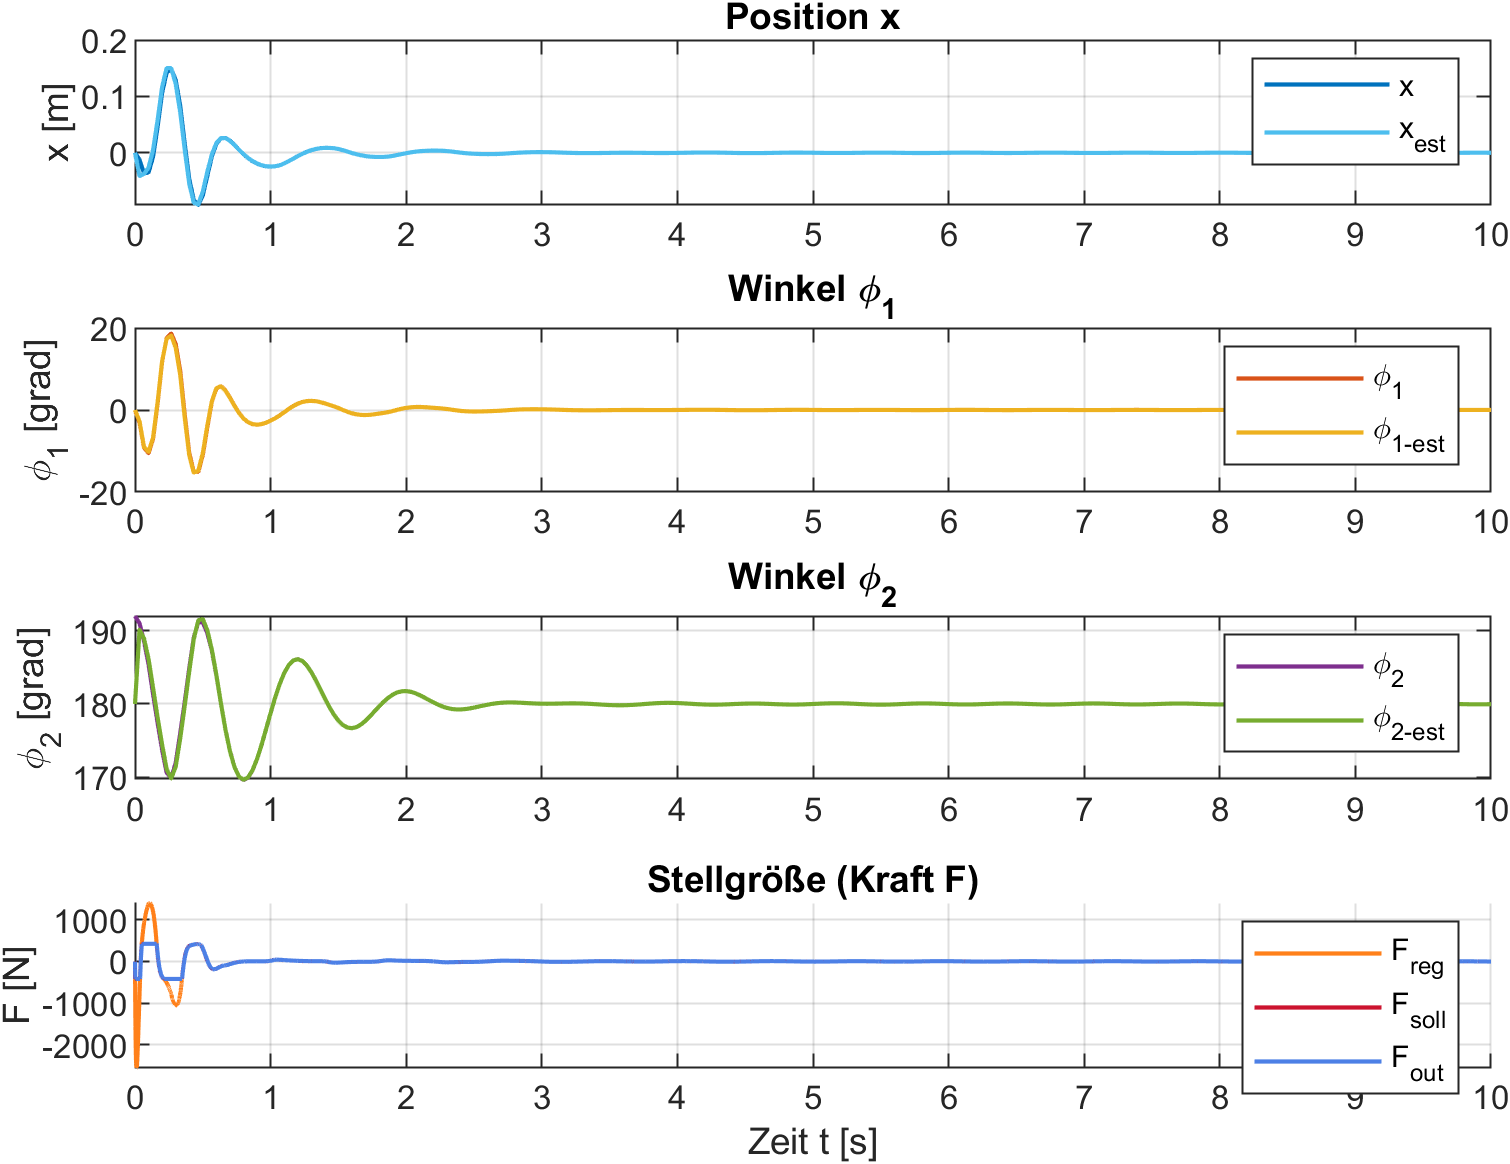 Position x
x [m]
0.2
0.1
0
x
x_est
0 1 2 3 4 5 6 7 8 9 10
Winkel ϕ_1
ϕ_1 [grad]
20
0
-20
ϕ_1
ϕ_1-est
0 1 2 3 4 5 6 7 8 9 10
Winkel ϕ_2
ϕ_2 [grad]
190
180
170
ϕ_2
ϕ_2-est
0 1 2 3 4 5 6 7 8 9 10
Stellgröße (Kraft F)
F [N]
1000
0
-1000
-2000
F_reg
F_soll
F_out
0 1 2 3 4 5 6 7 8 9 10
Zeit t [s]